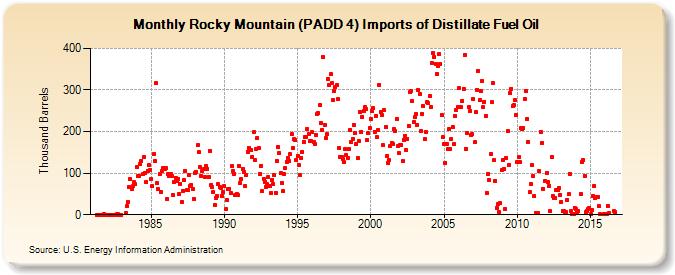 Monthly Rocky Mountain (PADD 4) Imports of Distillate Fuel Oil
Thousand Barrels
400
300
200
100
0
1985 1990 1995 2000 2005 2010 2015
Source: U.S. Energy Information Administration